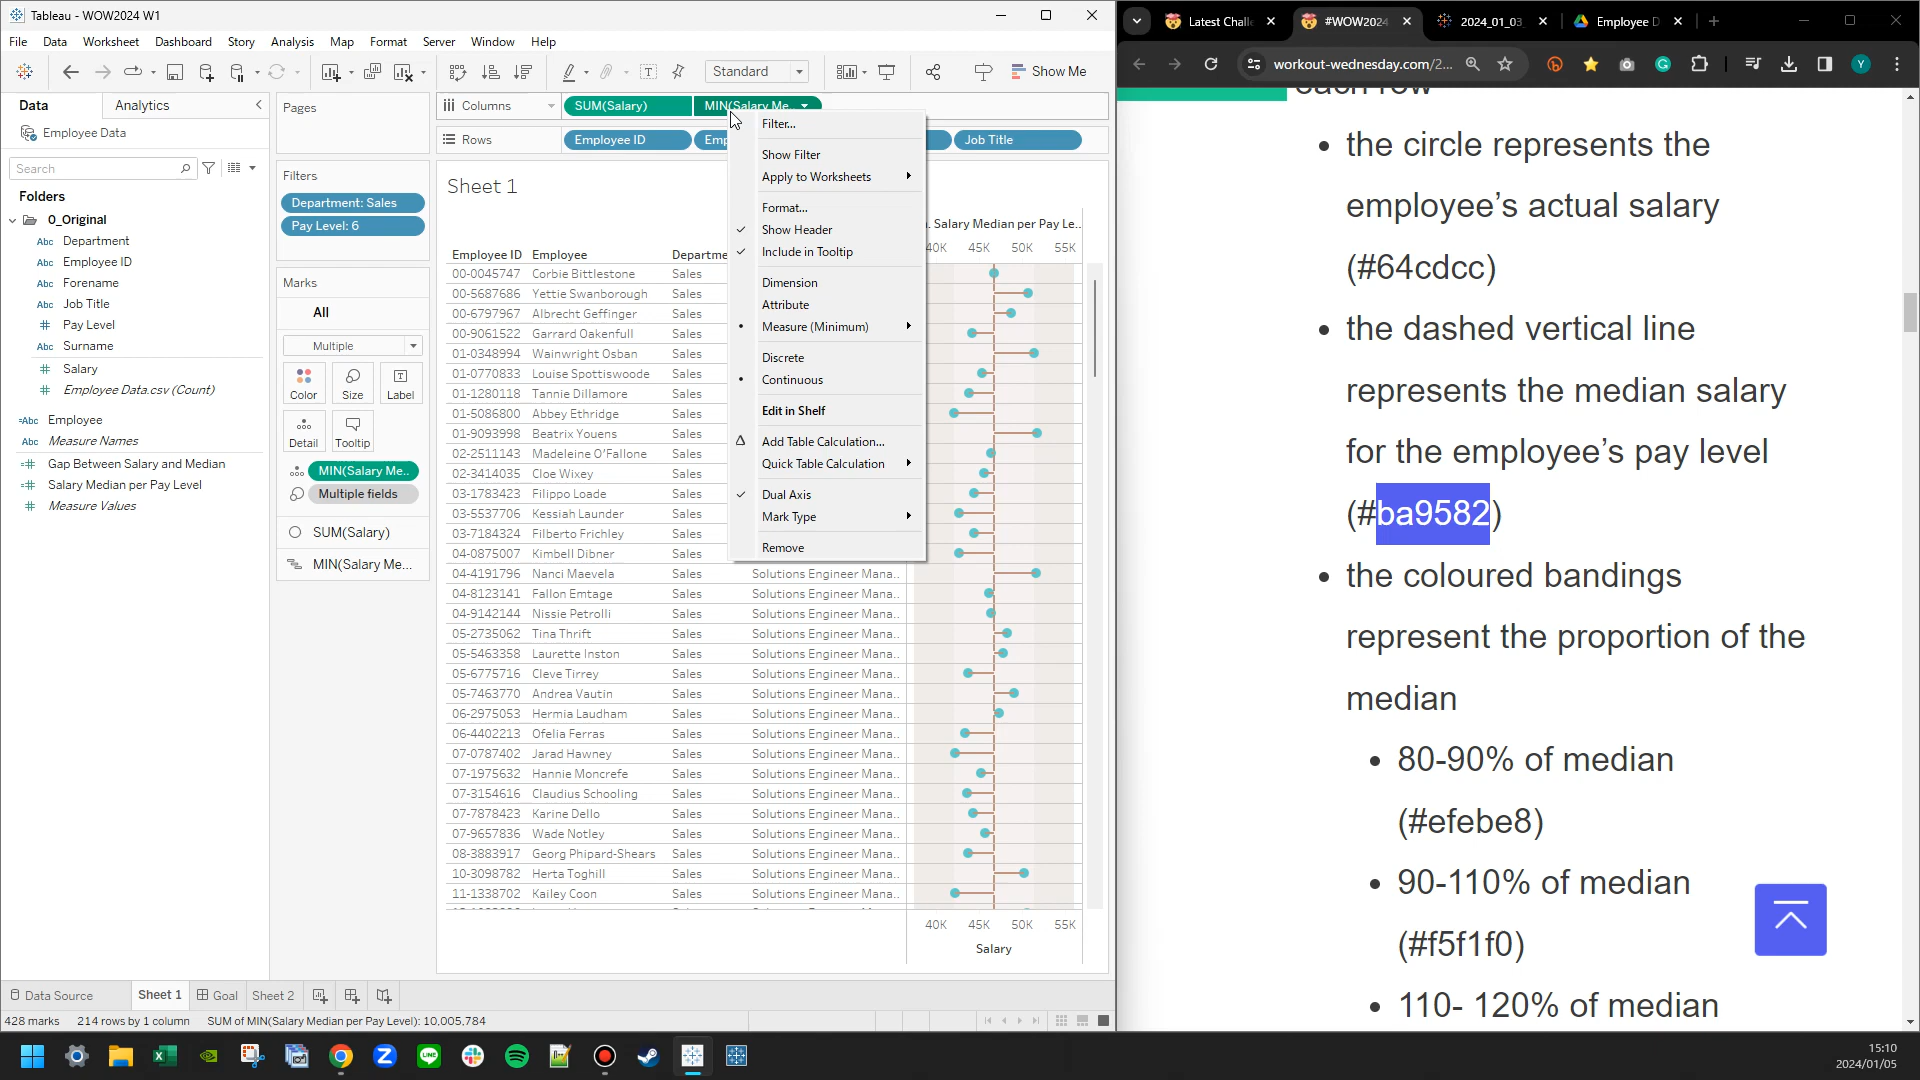 Tableau - WOW2024 W1
File Data Worksheet Dashboard Story Analysis Map Format Server Window Help
Standard
Show Me
Data
Analytics
Employee Data
Search
Folders
0_Original
Abc Department
Abc Employee ID
Abc Forename
Abc Job Title
Pay Level
Abc Surname
Salary
Employee Data.csv (Count)
Abc Employee
Abc Measure Names
Gap Between Salary and Median
Salary Median per Pay Level
Measure Values
Pages
Filters
Department: Sales
Pay Level: 6
Marks
All
Multiple
Color
Size
Label
Detail
Tooltip
MIN(Salary Me..
Multiple fields
SUM(Salary)
MIN(Salary Me...
Columns
SUM(Salary)
MIN(Salary Me..
Rows
Employee ID
Job Title
Sheet 1
Filter...
Show Filter
Apply to Worksheets
Format...
Show Header
Include in Tooltip
Dimension
Attribute
Measure (Minimum)
Discrete
Continuous
Edit in Shelf
Add Table Calculation...
Quick Table Calculation
Dual Axis
Mark Type
Remove
. Salary Median per Pay Le..
40K 45K 50K 55K
Employee ID Employee Departme
00-0045747 Corbie Bittlestone Sales
00-5687686 Yettie Swanborough Sales
00-6797967 Albrecht Geffinger Sales
00-9061522 Garrard Oakenfull Sales
01-0348994 Wainwright Osban Sales
01-0770833 Louise Spottiswoode Sales
01-1280118 Tannie Dillamore Sales
01-5086800 Abbey Ethridge Sales
01-9093998 Beatrix Youens Sales
02-2511143 Madeleine O'Fallone Sales
02-3414035 Cloe Wixey Sales
03-1783423 Filippo Loade Sales
03-5537706 Kessiah Launder Sales
03-7184324 Filberto Frichley Sales
04-0875007 Kimbell Dibner Sales
04-4191796 Nanci Maevela Sales Solutions Engineer Mana..
04-8123141 Fallon Emtage Sales Solutions Engineer Mana..
04-9142144 Nissie Petrolli Sales Solutions Engineer Mana..
05-2735062 Tina Thrift Sales Solutions Engineer Mana..
05-5463358 Laurette Inston Sales Solutions Engineer Mana..
05-6775716 Cleve Tirrey Sales Solutions Engineer Mana..
05-7463770 Andrea Vautin Sales Solutions Engineer Mana..
06-2975053 Hermia Laudham Sales Solutions Engineer Mana..
06-4402213 Ofelia Ferras Sales Solutions Engineer Mana..
07-0787402 Jarad Hawney Sales Solutions Engineer Mana..
07-1975632 Hannie Moncrefe Sales Solutions Engineer Mana..
07-3154616 Claudius Schooling Sales Solutions Engineer Mana..
07-7878423 Karine Dello Sales Solutions Engineer Mana..
07-9657836 Wade Notley Sales Solutions Engineer Mana..
08-3883917 Georg Phipard-Shears Sales Solutions Engineer Mana..
10-3098782 Herta Toghill Sales Solutions Engineer Mana..
11-1338702 Kailey Coon Sales Solutions Engineer Mana..
40K 45K 50K 55K
Salary
Data Source
Sheet 1
Goal
Sheet 2
428 marks 214 rows by 1 column SUM of MIN(Salary Median per Pay Level): 10,005,784
Latest Chall
#WOW2024
2024_01_03
Employee D
workout-wednesday.com/2...
Y
each row
• the circle represents the
employee's actual salary
(#64cdcc)
• the dashed vertical line
represents the median salary
for the employee's pay level
(#ba9582)
• the coloured bandings
represent the proportion of the
median
• 80-90% of median
(#efebe8)
• 90-110% of median
(#f5f1f0)
• 110- 120% of median
15:10
2024/01/05